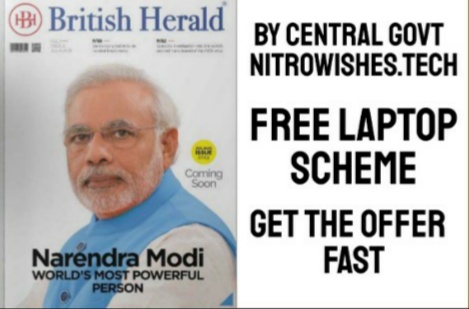 British Herald
Coming
Soon
Narendra Modi
WORLD'S MOST POWERFUL
PERSON
BY CENTRAL GOVT
NITROWISHES.TECH
FREE LAPTOP
SCHEME
GET THE OFFER
FAST